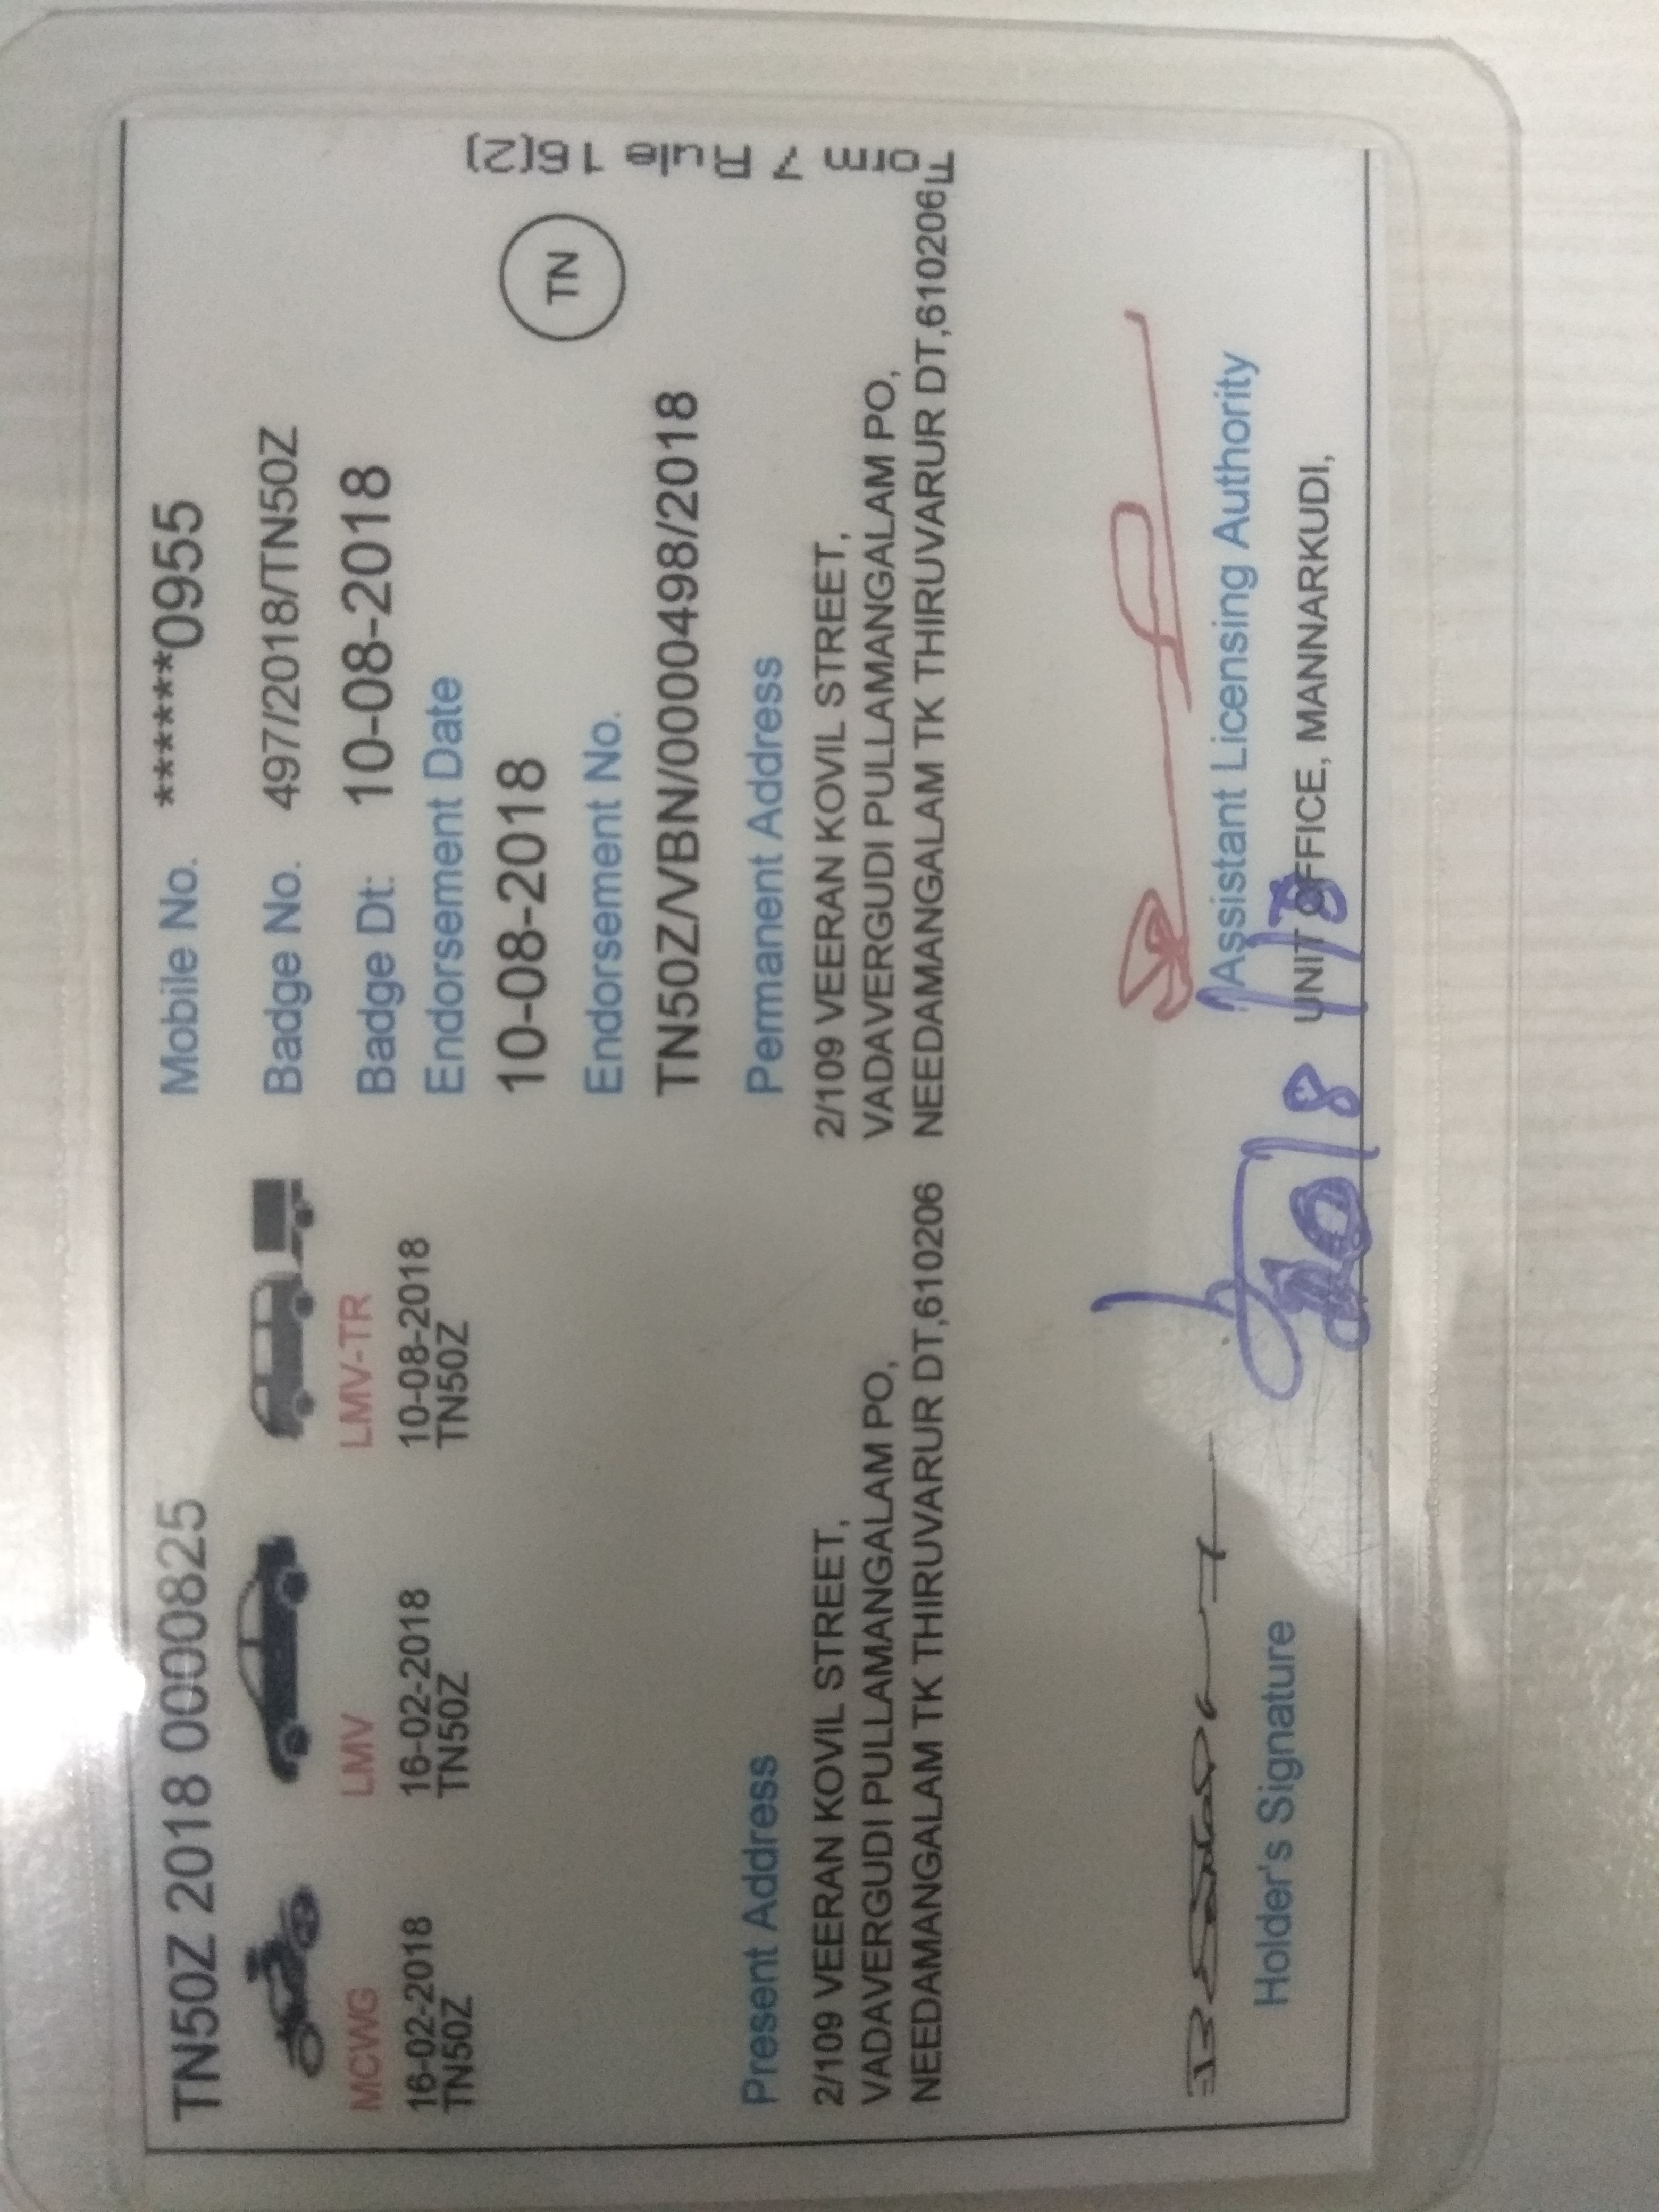 TN50Z 2018 0000825
Mobile No. ******0955
Badge No. 497/2018/TN50Z
MCWG LMV LMV-TR
Badge Dt: 10-08-2018
16-02-2018 16-02-2018 10-08-2018
TN50Z TN50Z TN50Z
Endorsement Date
10-08-2018
TN
Endorsement No.
TN50Z/VBN/0000498/2018
Form 7 Rule 16(2)
Present Address
2/109 VEERAN KOVIL STREET,
VADAVERGUDI PULLAMANGALAM PO,
NEEDAMANGALAM TK THIRUVARUR DT,610206
Permanent Address
2/109 VEERAN KOVIL STREET,
VADAVERGUDI PULLAMANGALAM PO,
NEEDAMANGALAM TK THIRUVARUR DT,610206
Holder's Signature
Assistant Licensing Authority
UNIT OFFICE, MANNARKUDI,